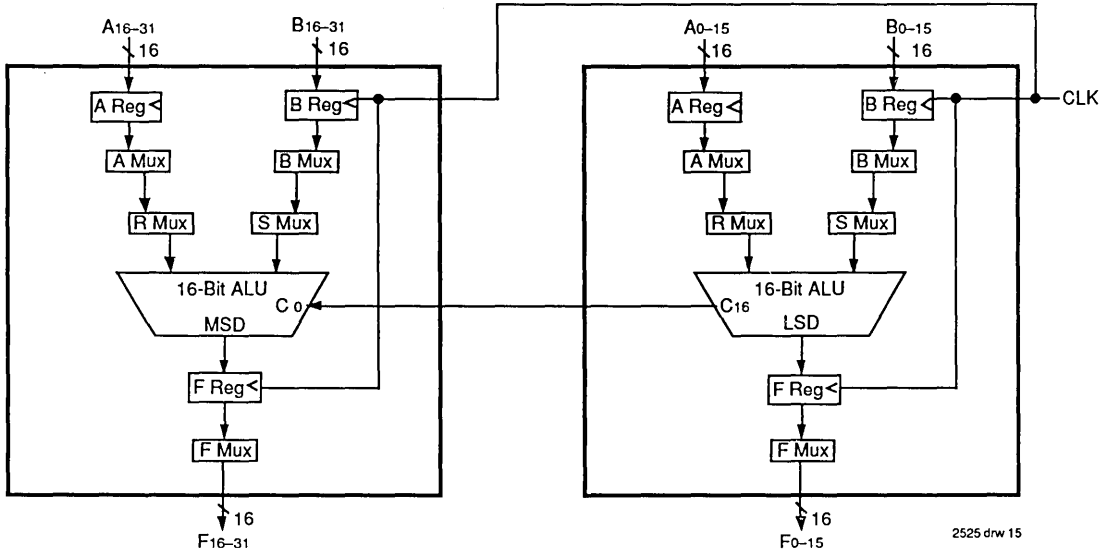 A16–31 B16–31 A0–15 B0–15
16 16 16 16
A Reg B Reg A Reg B Reg CLK
A Mux B Mux A Mux B Mux
R Mux S Mux R Mux S Mux
16-Bit ALU 16-Bit ALU
C0 C16
MSD LSD
F Reg F Reg
F Mux F Mux
16 16
F16–31 F0–15 2525 drw 15